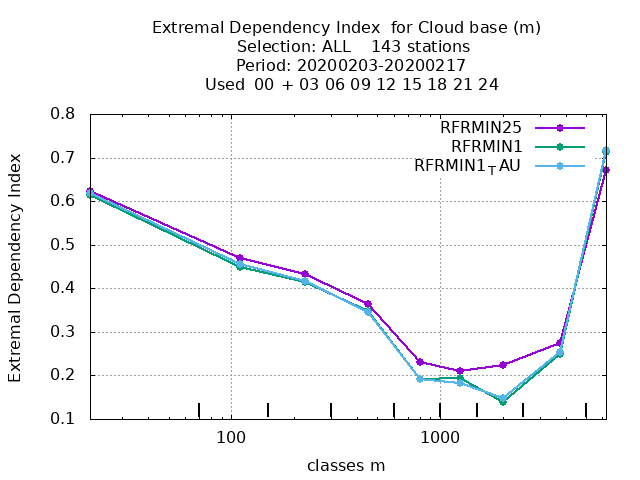 Extremal Dependency Index  for Cloud base (m)
Selection: ALL    143 stations
Period: 20200203-20200217
Used  00 + 03 06 09 12 15 18 21 24
Extremal Dependency Index
0.8
0.7
0.6
0.5
0.4
0.3
0.2
0.1
RFRMIN25
RFRMIN1
RFRMIN1TAU
100
1000
classes m